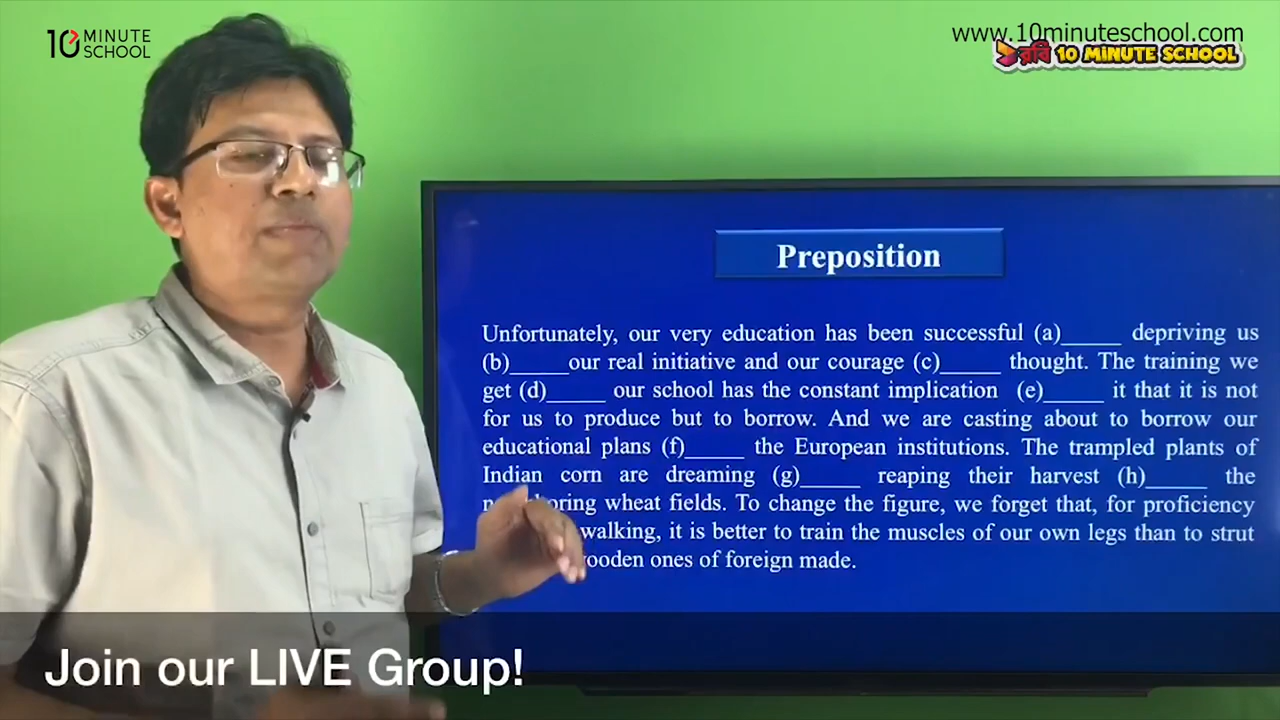 10 MINUTE
SCHOOL
www.10minuteschool.com
রবি 10 MINUTE SCHOOL
Preposition
Unfortunately, our very education has been successful (a)_____ depriving us
(b)_____our real initiative and our courage (c)_____ thought. The training we
get (d)_____ our school has the constant implication (e)_____ it that it is not
for us to produce but to borrow. And we are casting about to borrow our
educational plans (f)_____ the European institutions. The trampled plants of
Indian corn are dreaming (g)_____ reaping their harvest (h)_____ the
wheat fields. To change the figure, we forget that, for proficiency
walking, it is better to train the muscles of our own legs than to strut
ones of foreign made.
Join our LIVE Group!